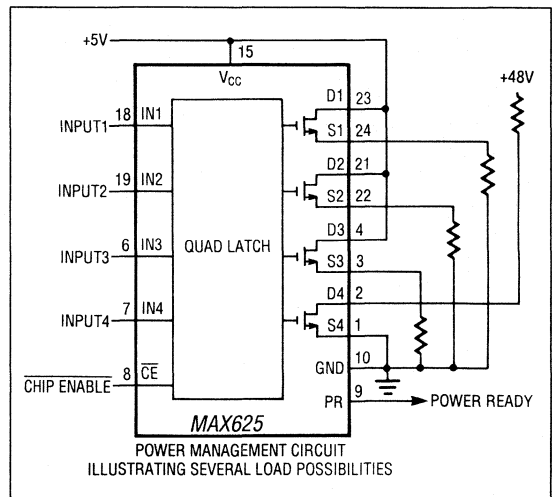 +5V
15
VCC
+48V
D1 23
18 IN1
INPUT1
S1 24
D2 21
19 IN2
INPUT2
S2 22
QUAD LATCH
D3 4
6 IN3
INPUT3
S3 3
D4 2
7 IN4
INPUT4
S4 1
GND 10
8 CE
CHIP ENABLE
PR 9
POWER READY
MAX625
POWER MANAGEMENT CIRCUIT
ILLUSTRATING SEVERAL LOAD POSSIBILITIES